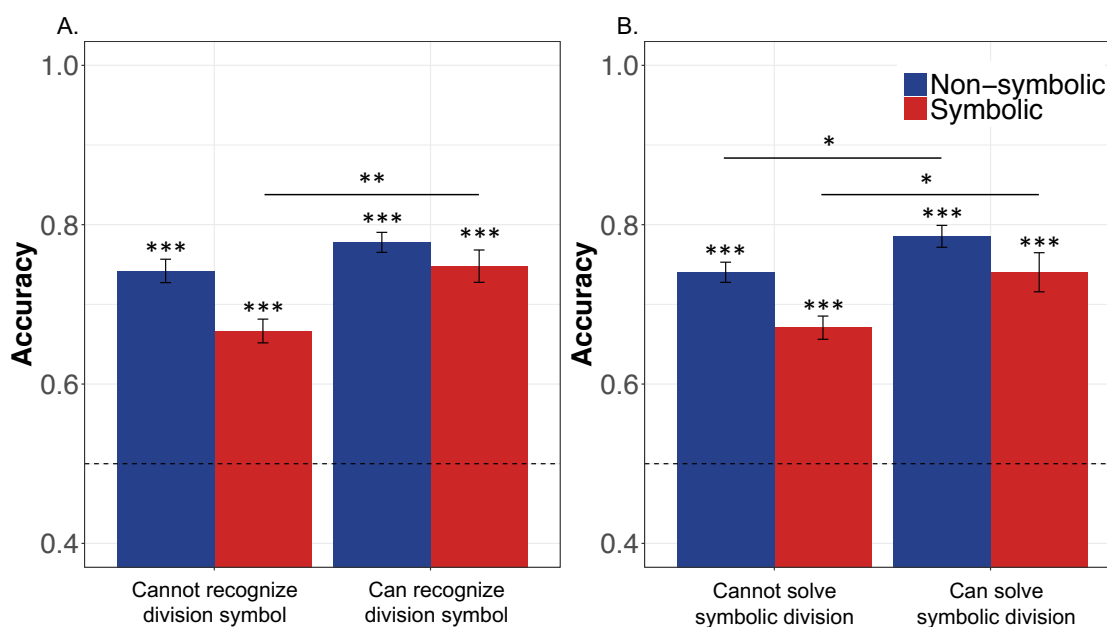 A.
Accuracy
1.0
0.8
0.6
0.4
**
***
***
***
***
Cannot recognize
division symbol
Can recognize
division symbol
B.
Non-symbolic
Symbolic
Accuracy
1.0
0.8
0.6
0.4
*
*
***
***
***
***
Cannot solve
symbolic division
Can solve
symbolic division